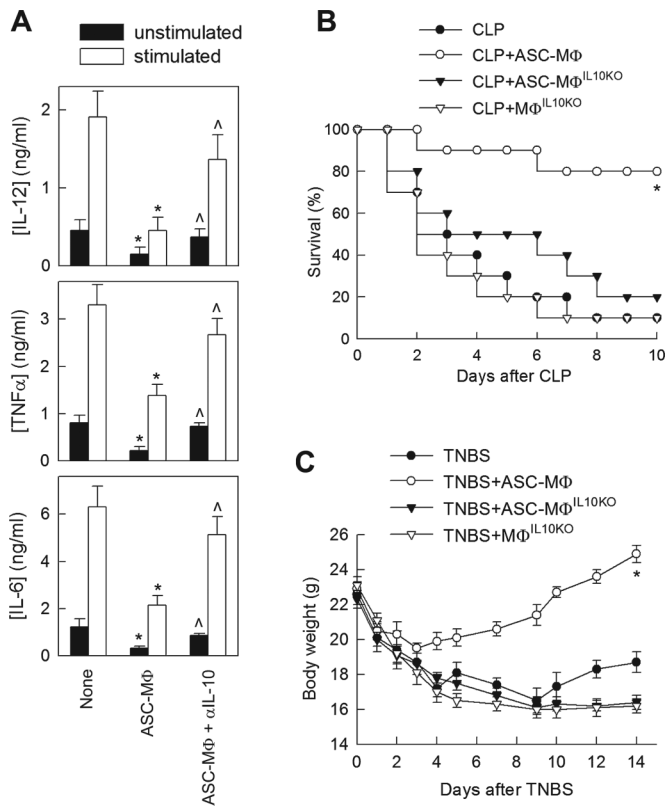 A
unstimulated
stimulated
[IL-12] (ng/ml)
2
1
0
*
*
^
^
[TNFα] (ng/ml)
3
2
1
0
*
*
^
^
[IL-6] (ng/ml)
6
4
2
0
*
*
^
^
None
ASC-MΦ
ASC-MΦ + αIL-10
B
CLP
CLP+ASC-MΦ
CLP+ASC-MΦIL10KO
CLP+MΦIL10KO
Survival (%)
100
80
60
40
20
0
*
0 2 4 6 8 10
Days after CLP
C
TNBS
TNBS+ASC-MΦ
TNBS+ASC-MΦIL10KO
TNBS+MΦIL10KO
Body weight (g)
26
24
22
20
18
16
14
*
0 2 4 6 8 10 12 14
Days after TNBS